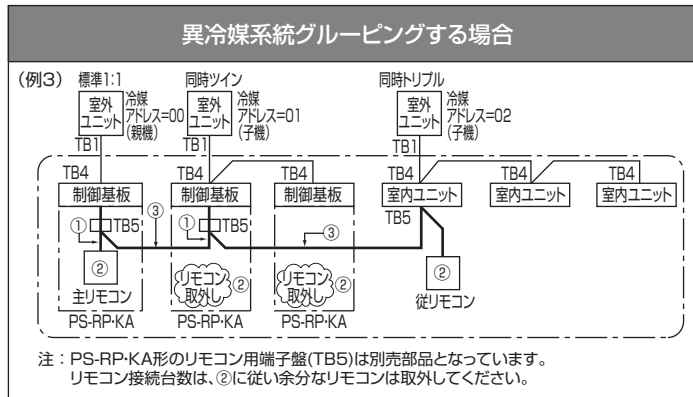 異冷媒系統グルーピングする場合
(例3) 標準1:1 同時ツイン 同時トリプル
室外ユニット 冷媒アドレス=00(親機) 室外ユニット 冷媒アドレス=01(子機) 室外ユニット 冷媒アドレス=02(子機)
TB1 TB1 TB1
TB4 TB4 TB4 TB4 TB4 TB4
制御基板 制御基板 制御基板 室内ユニット 室内ユニット 室内ユニット
① TB5 ③ ① TB5 ③ TB5
② リモコン取外し ② リモコン取外し ② ②
主リモコン 従リモコン
PS-RP・KA PS-RP・KA PS-RP・KA
注：PS-RP・KA形のリモコン用端子盤(TB5)は別売部品となっています。
リモコン接続台数は、②に従い余分なリモコンは取外してください。